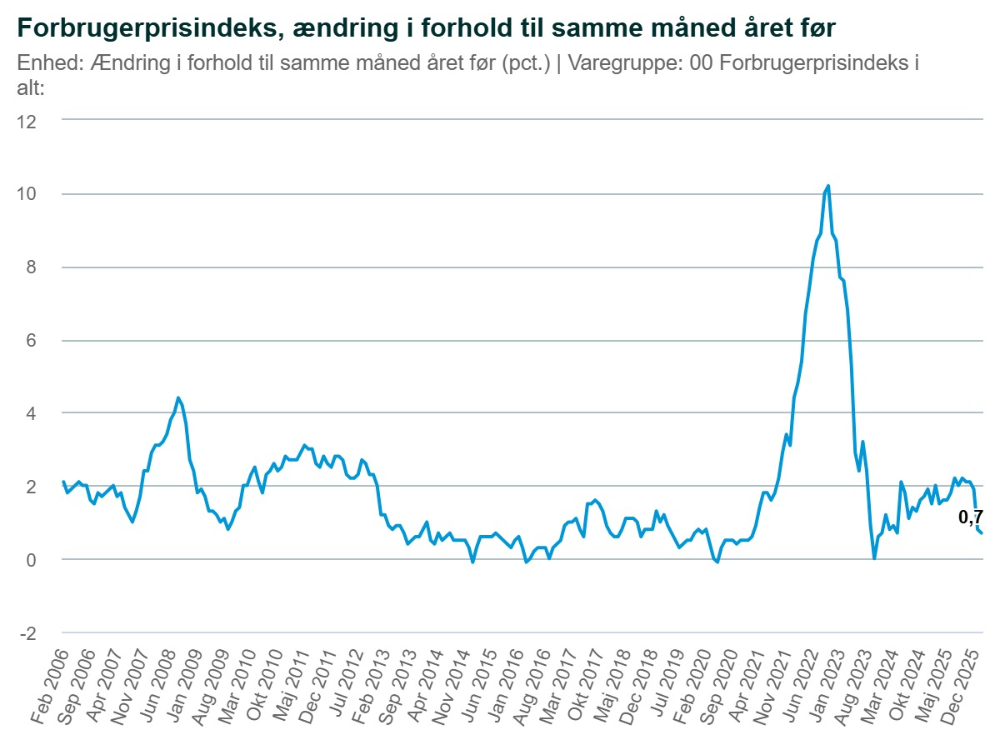 Forbrugerprisindeks, ændring i forhold til samme måned året før
Enhed: Ændring i forhold til samme måned året før (pct.) | Varegruppe: 00 Forbrugerprisindeks i
alt:
12
10
8
6
4
2
0
-2
0,7
Feb 2006
Sep 2006
Apr 2007
Nov 2007
Jun 2008
Jan 2009
Aug 2009
Mar 2010
Okt 2010
Maj 2011
Dec 2011
Jul 2012
Feb 2013
Sep 2013
Apr 2014
Nov 2014
Jun 2015
Jan 2016
Aug 2016
Mar 2017
Okt 2017
Maj 2018
Dec 2018
Jul 2019
Feb 2020
Sep 2020
Apr 2021
Nov 2021
Jun 2022
Jan 2023
Aug 2023
Mar 2024
Okt 2024
Maj 2025
Dec 2025